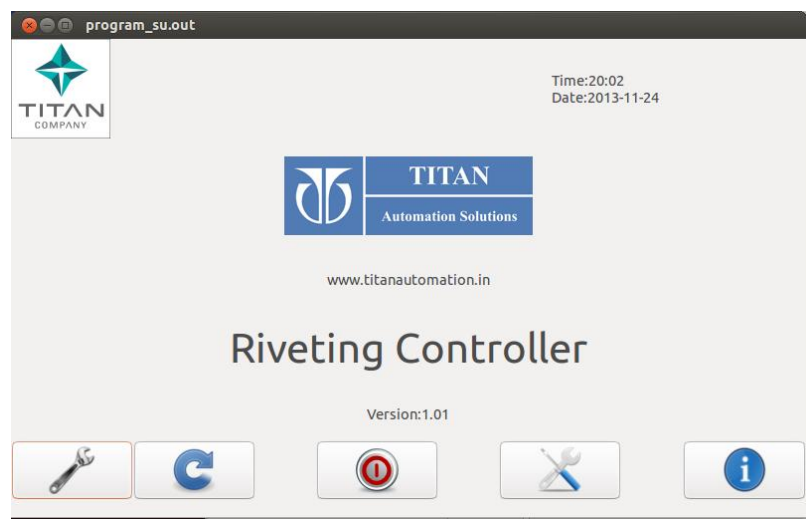 program_su.out
TITAN
COMPANY
Time:20:02
Date:2013-11-24
TITAN
Automation Solutions
www.titanautomation.in
Riveting Controller
Version:1.01